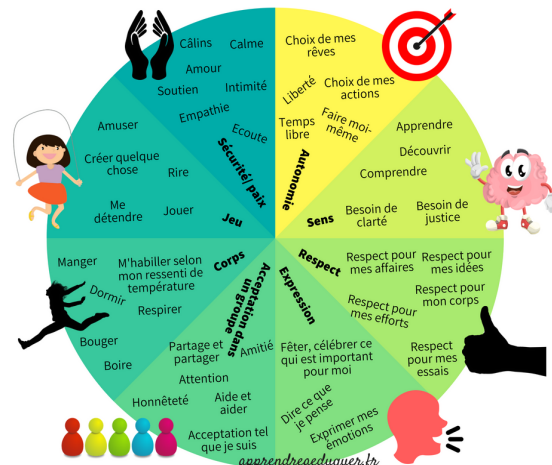 Câlins
Calme
Amour
Soutien
Intimité
Empathie
Ecoute
Sécurité/ paix
Choix de mes
rêves
Liberté
Choix de mes
actions
Temps
libre
Faire moi-
même
Autonomie
Apprendre
Découvrir
Comprendre
Besoin de
clarté
Besoin de
justice
Sens
Respect
Respect pour
mes affaires
Respect pour
mes idées
Respect pour
mon corps
Respect pour
mes efforts
Respect
pour mes
essais
Expression
Fêter, célébrer ce
qui est important
pour moi
Dire ce que
je pense
Exprimer mes
émotions
Acceptation dans
un groupe
Amitié
Partage et
partager
Attention
Honnêteté
Aide et
aider
Acceptation tel
que je suis
Corps
Manger
M'habiller selon
mon ressenti de
température
Dormir
Respirer
Bouger
Boire
Jeu
Amuser
Créer quelque
chose
Rire
Me
détendre
Jouer
apprendreaeduquer.fr